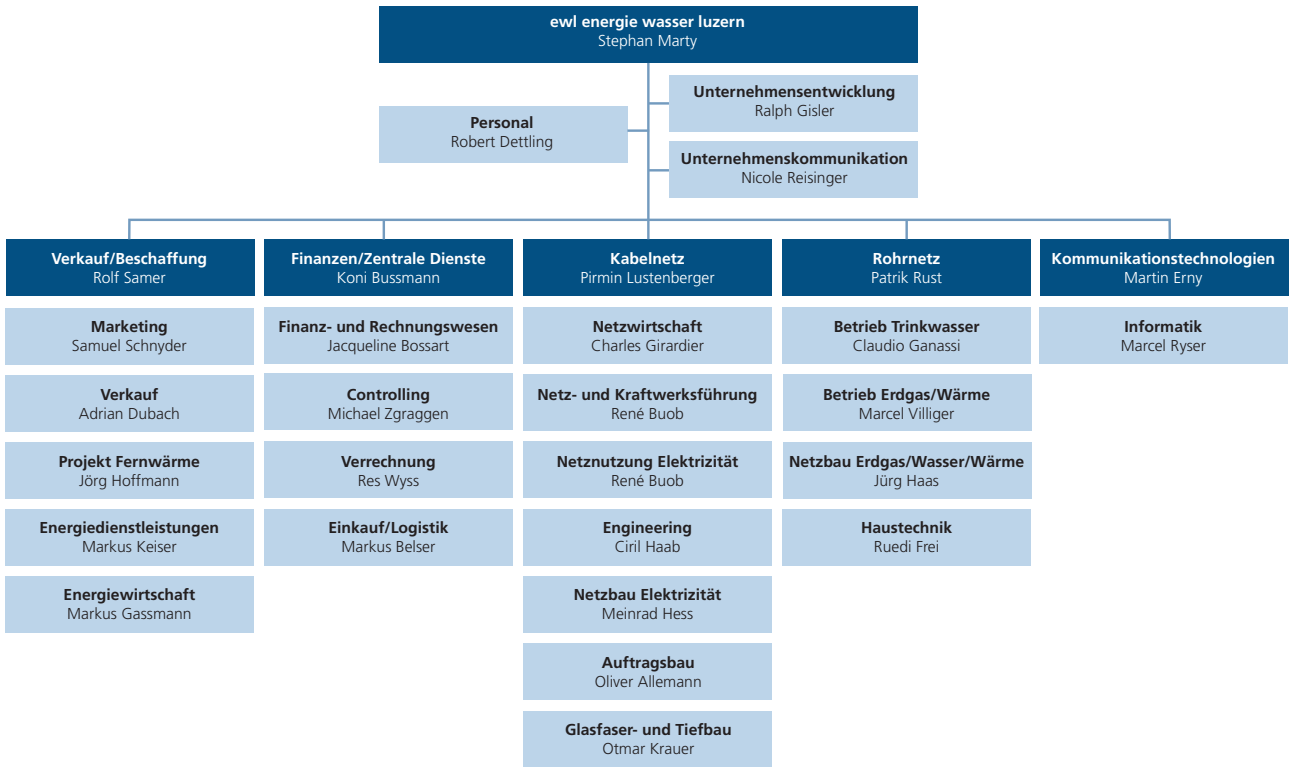 ewl energie wasser luzern
Stephan Marty
Unternehmensentwicklung
Ralph Gisler
Personal
Robert Dettling
Unternehmenskommunikation
Nicole Reisinger
Verkauf/Beschaffung
Rolf Samer
Marketing
Samuel Schnyder
Verkauf
Adrian Dubach
Projekt Fernwärme
Jörg Hoffmann
Energiedienstleistungen
Markus Keiser
Energiewirtschaft
Markus Gassmann
Finanzen/Zentrale Dienste
Koni Bussmann
Finanz- und Rechnungswesen
Jacqueline Bossart
Controlling
Michael Zgraggen
Verrechnung
Res Wyss
Einkauf/Logistik
Markus Belser
Kabelnetz
Pirmin Lustenberger
Netzwirtschaft
Charles Girardier
Netz- und Kraftwerksführung
René Buob
Netznutzung Elektrizität
René Buob
Engineering
Ciril Haab
Netzbau Elektrizität
Meinrad Hess
Auftragsbau
Oliver Allemann
Glasfaser- und Tiefbau
Otmar Krauer
Rohrnetz
Patrik Rust
Betrieb Trinkwasser
Claudio Ganassi
Betrieb Erdgas/Wärme
Marcel Villiger
Netzbau Erdgas/Wasser/Wärme
Jürg Haas
Haustechnik
Ruedi Frei
Kommunikationstechnologien
Martin Erny
Informatik
Marcel Ryser